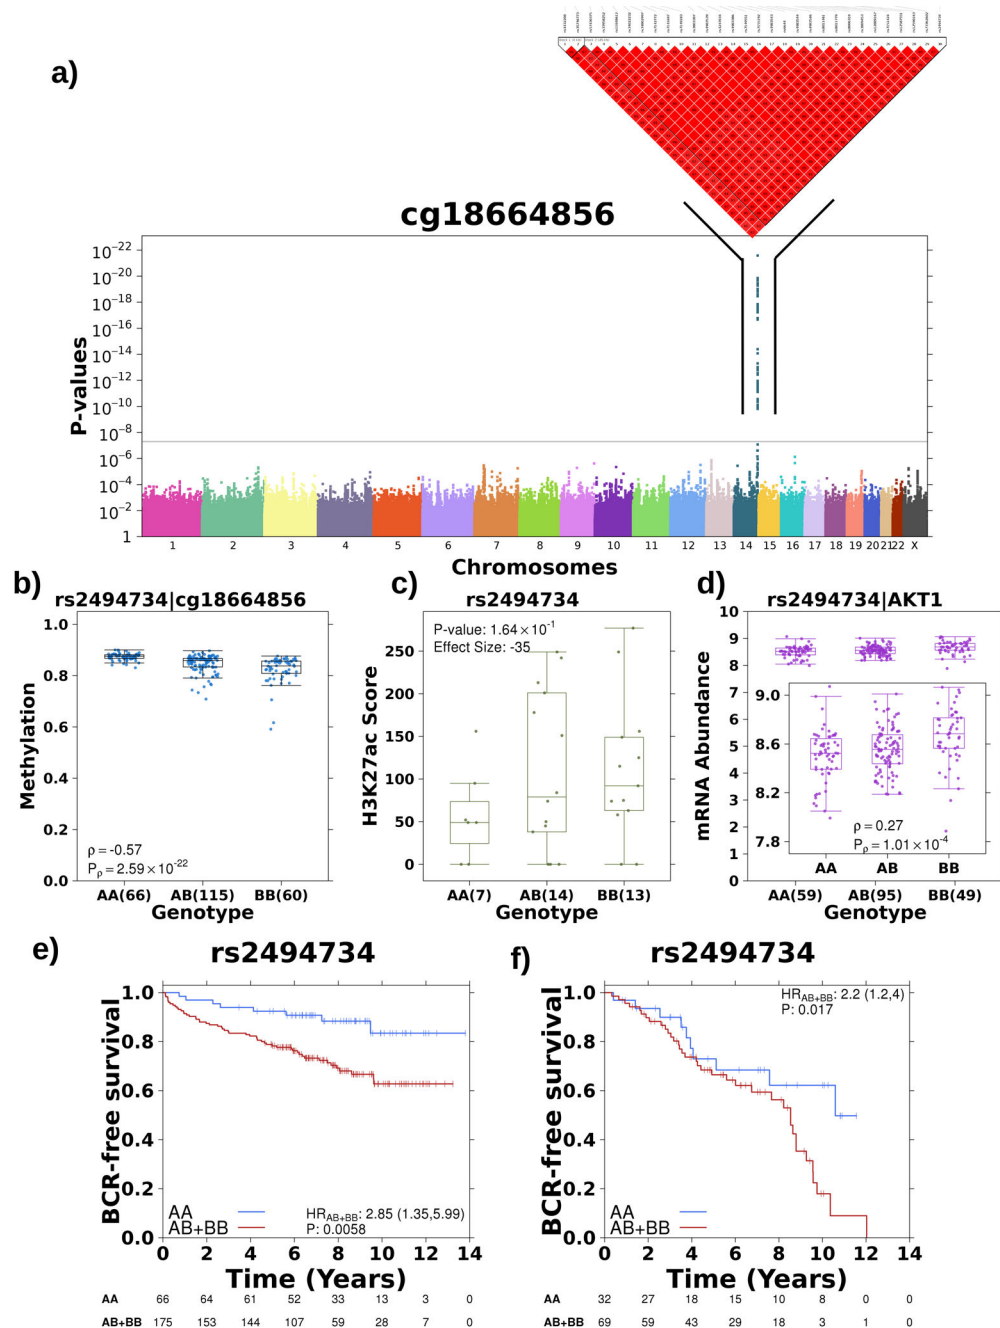 a)
cg18664856
P-values
10⁻²²
10⁻²⁰
10⁻¹⁸
10⁻¹⁶
10⁻¹⁴
10⁻¹²
10⁻¹⁰
10⁻⁸
10⁻⁶
10⁻⁴
10⁻²
1
1 2 3 4 5 6 7 8 9 10 11 12 13 14 15 16 17 18 19 20 21 22 X
Chromosomes
b)
rs2494734|cg18664856
Methylation
1.0
0.8
0.6
0.4
0.2
0.0
ρ = -0.57
Pρ = 2.59×10⁻²²
AA(66) AB(115) BB(60)
Genotype
c)
rs2494734
P-value: 1.64×10⁻¹
Effect Size: -35
H3K27ac Score
250
200
150
100
50
0
AA(7) AB(14) BB(13)
Genotype
d)
rs2494734|AKT1
mRNA Abundance
10
9
8
7
6
5
4
3
2
1
0
9.0
8.6
8.2
7.8
ρ = 0.27
Pρ = 1.01×10⁻⁴
AA AB BB
AA(59) AB(95) BB(49)
Genotype
e)
rs2494734
BCR-free survival
1.0
0.8
0.6
0.4
0.2
0.0
AA
AB+BB
HR AB+BB: 2.85 (1.35,5.99)
P: 0.0058
0 2 4 6 8 10 12 14
Time (Years)
AA 66 64 61 52 33 13 3 0
AB+BB 175 153 144 107 59 28 7 0
f)
rs2494734
BCR-free survival
1.0
0.8
0.6
0.4
0.2
0.0
HR AB+BB: 2.2 (1.2,4)
P: 0.017
AA
AB+BB
0 2 4 6 8 10 12 14
Time (Years)
AA 32 27 18 15 10 8 0 0
AB+BB 69 59 43 29 18 3 1 0